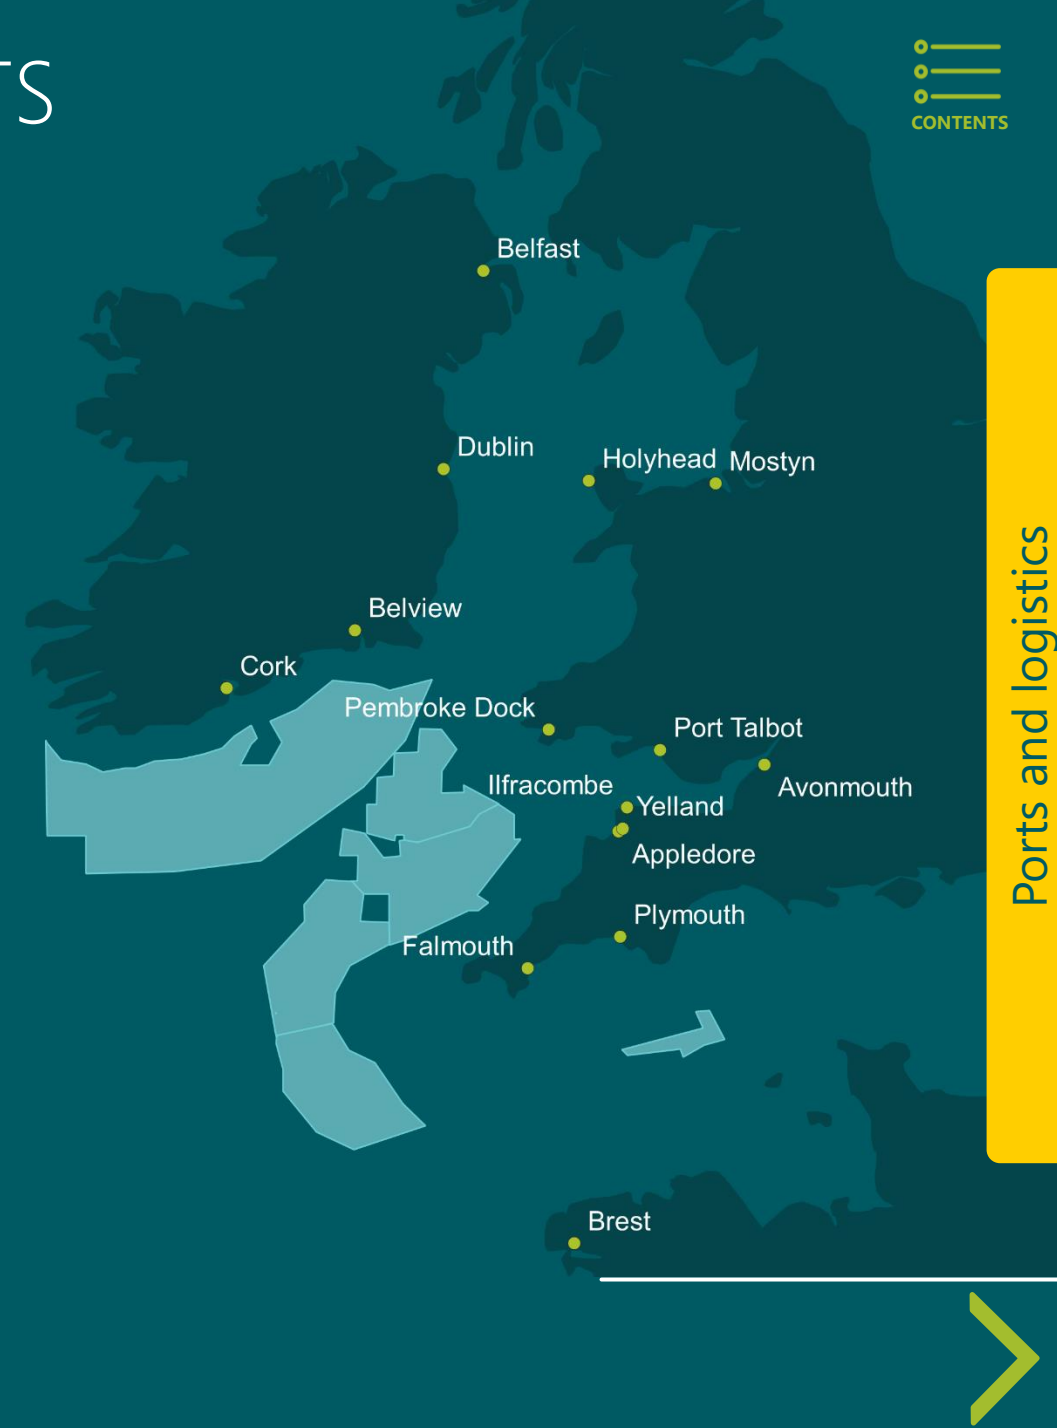 TS
CONTENTS
Belfast
Dublin
Holyhead
Mostyn
Belview
Cork
Pembroke Dock
Port Talbot
Ilfracombe
Avonmouth
Yelland
Appledore
Plymouth
Falmouth
Brest
Ports and logistics